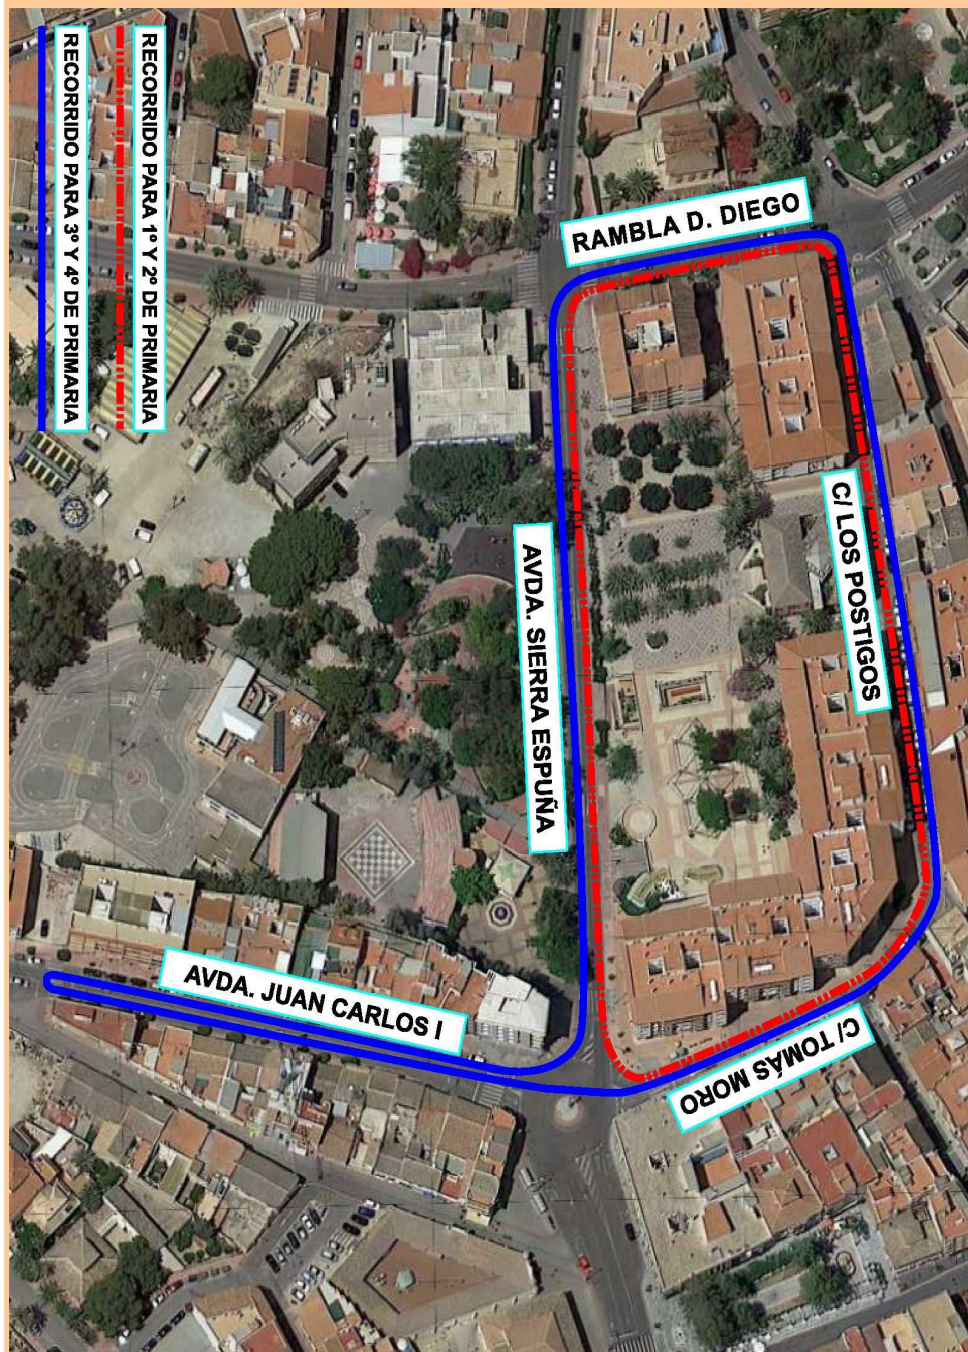 RECORRIDO PARA 1º Y 2º DE PRIMARIA
RECORRIDO PARA 3º Y 4º DE PRIMARIA
RAMBLA D. DIEGO
C/ LOS POSTIGOS
AVDA. SIERRA ESPUÑA
AVDA. JUAN CARLOS I
C/ TOMÁS MORO